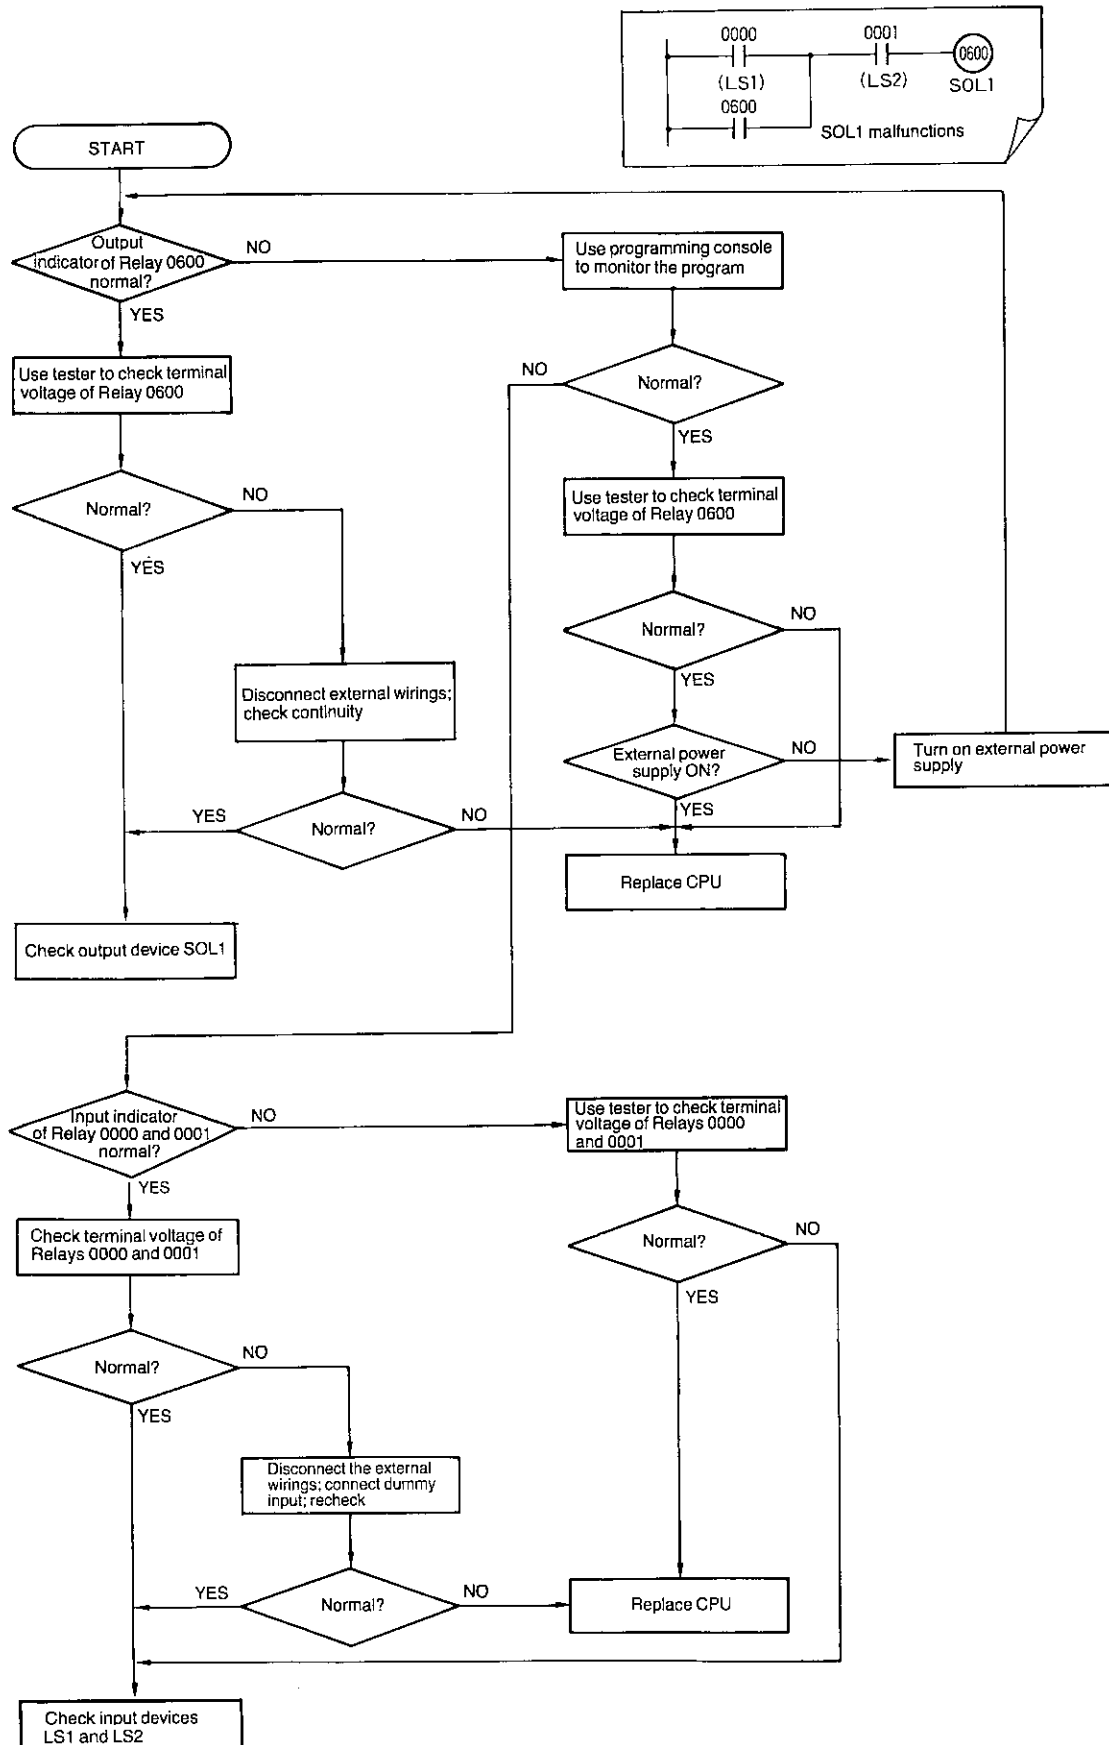 0000
0001
0600
(LS1)
(LS2)
SOL1
0600
SOL1 malfunctions
START
Output
indicator of Relay 0600
normal?
NO
YES
Use programming console
to monitor the program
Use tester to check terminal
voltage of Relay 0600
NO
Normal?
YES
Normal?
NO
YES
Use tester to check terminal
voltage of Relay 0600
Normal?
NO
YES
Disconnect external wirings;
check continuity
External power
supply ON?
NO
YES
Turn on external power
supply
YES
Normal?
NO
Replace CPU
Check output device SOL1
Input indicator
of Relay 0000 and 0001
normal?
NO
YES
Use tester to check terminal
voltage of Relays 0000
and 0001
Check terminal voltage of
Relays 0000 and 0001
Normal?
NO
YES
Normal?
NO
YES
Disconnect the external
wirings; connect dummy
input; recheck
YES
Normal?
NO
Replace CPU
Check input devices
LS1 and LS2